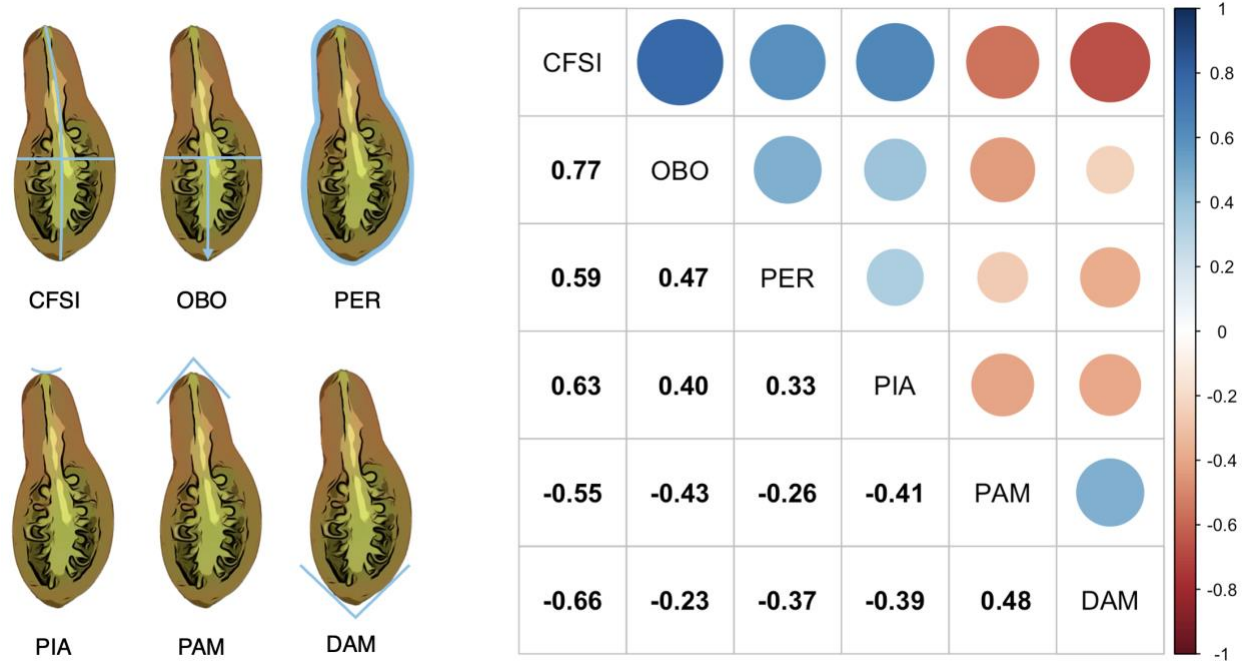 CFSI OBO PER
PIA PAM DAM
CFSI
0.77 OBO
0.59 0.47 PER
0.63 0.40 0.33 PIA
-0.55 -0.43 -0.26 -0.41 PAM
-0.66 -0.23 -0.37 -0.39 0.48 DAM
1
0.8
0.6
0.4
0.2
0
-0.2
-0.4
-0.6
-0.8
-1